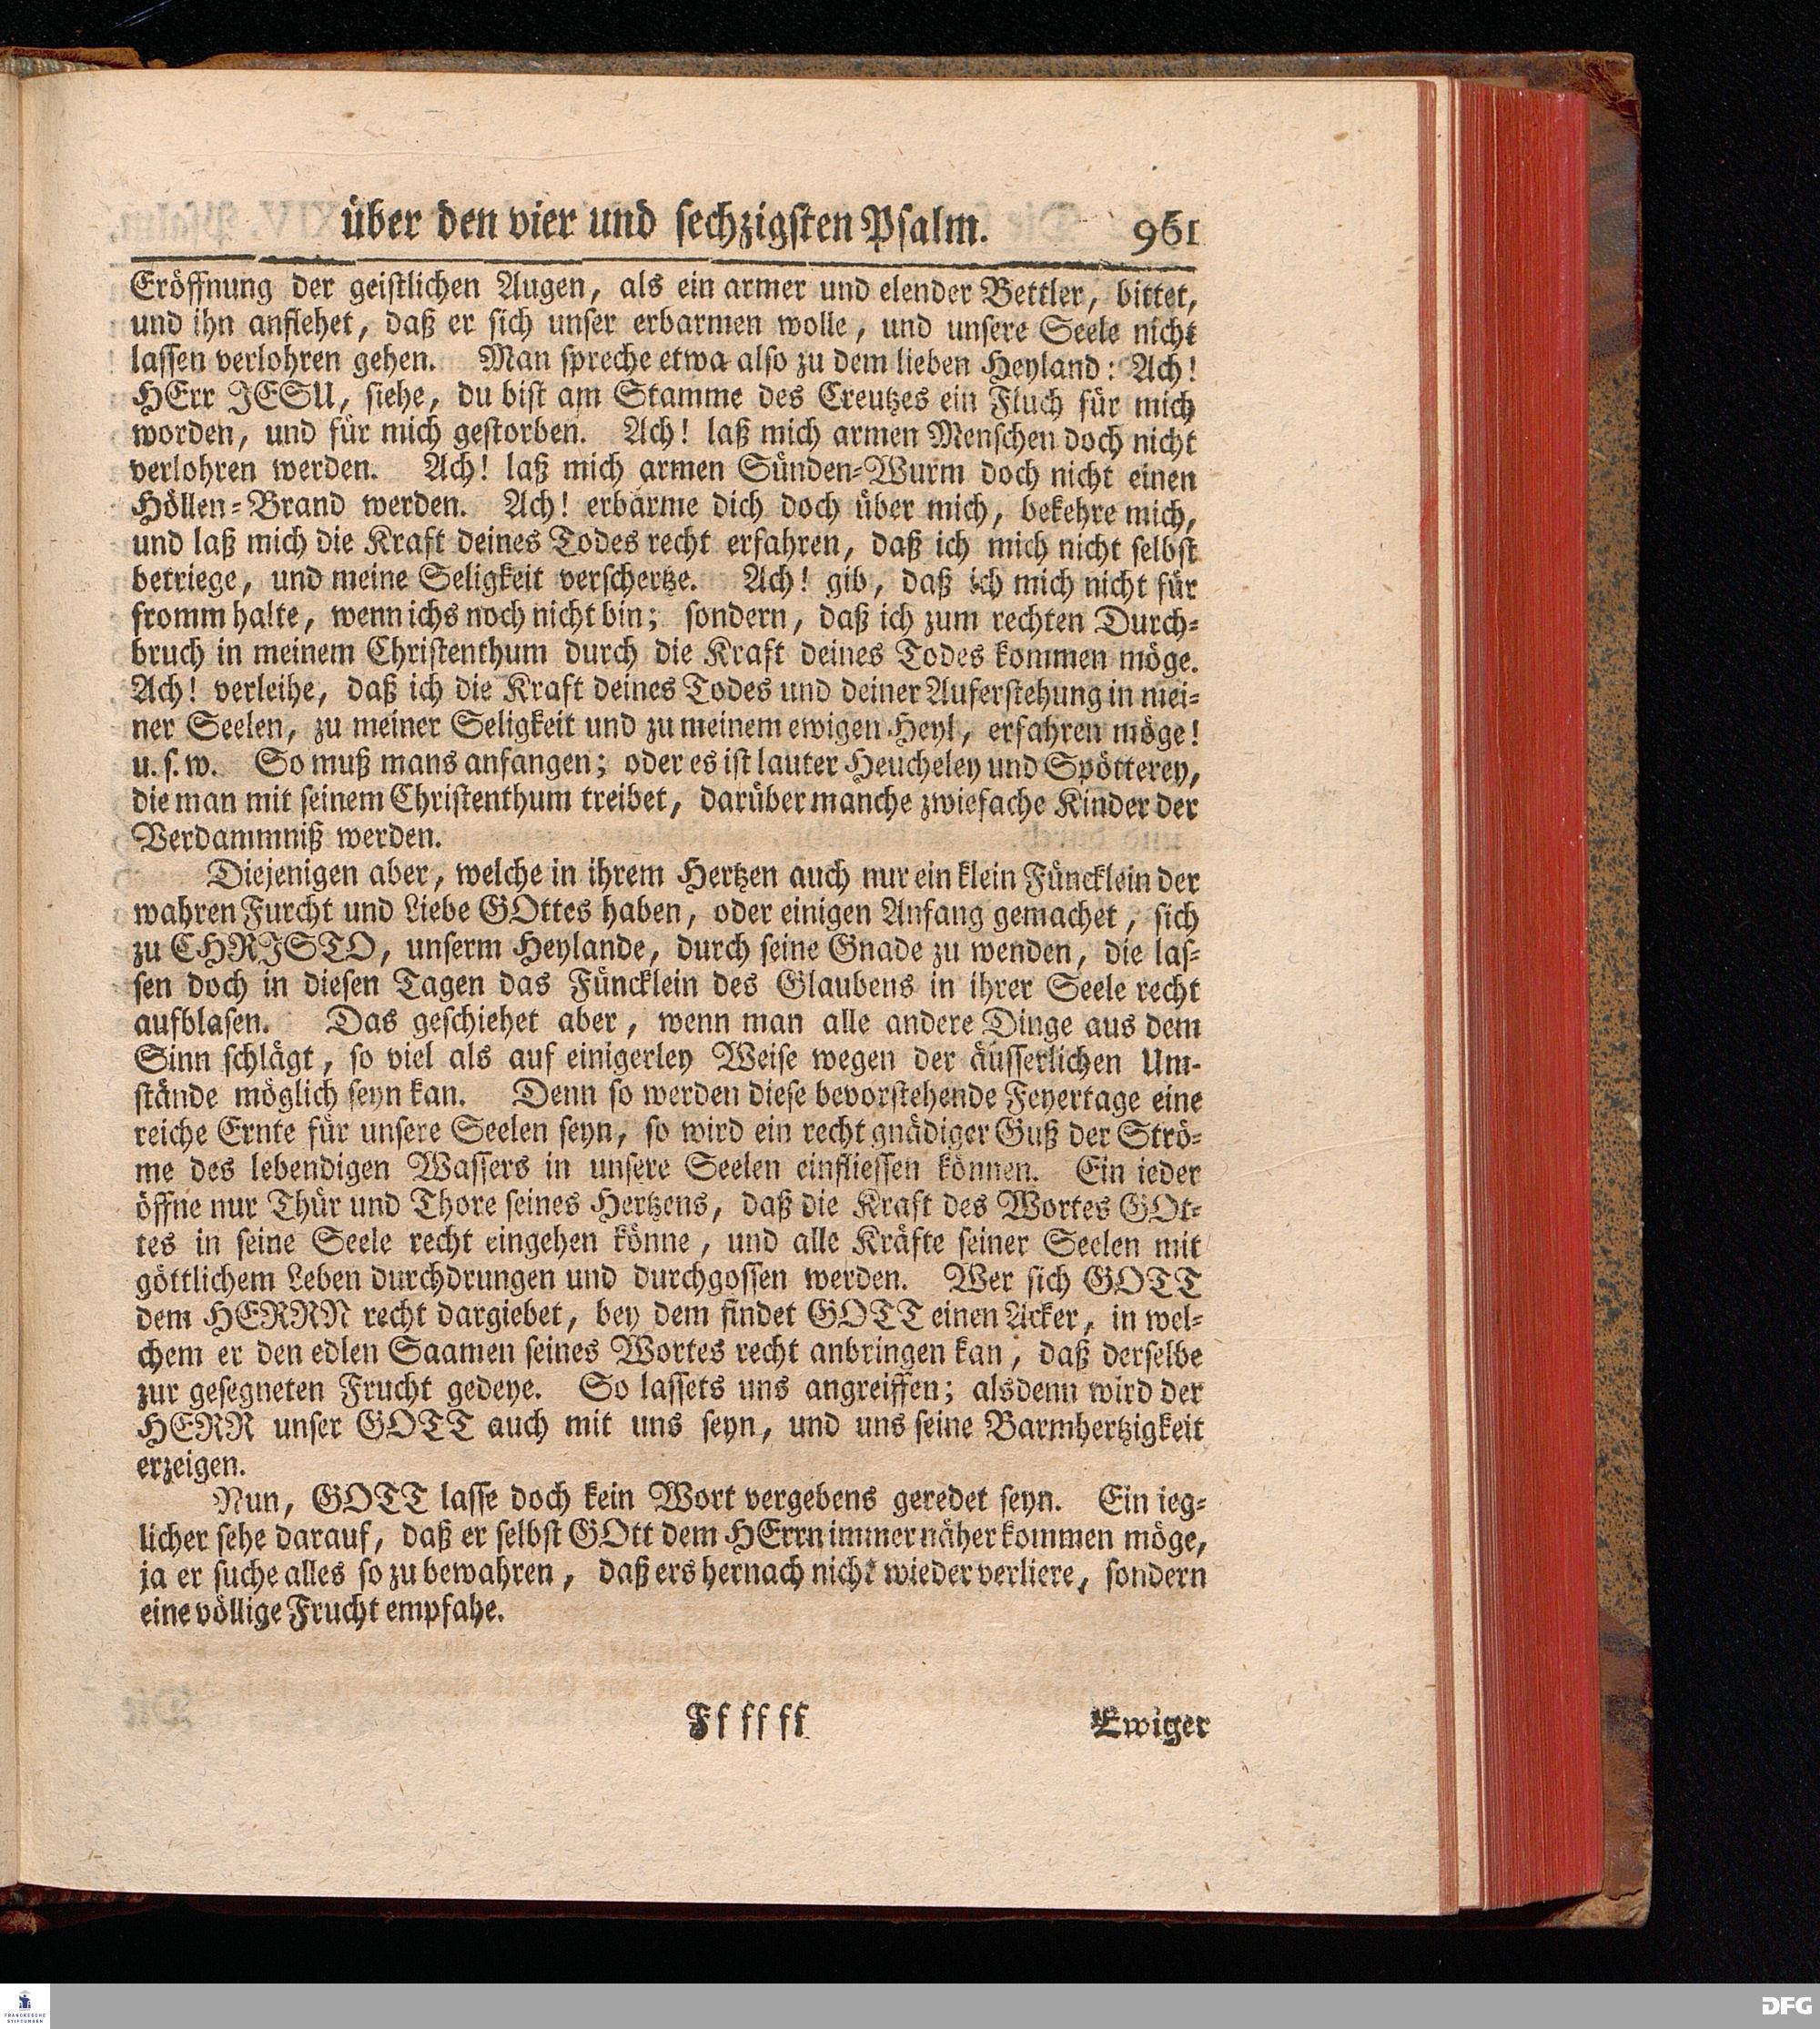 über den vier und sechzigsten Psalm. 961
Eröffnung der geistlichen Augen, als ein armer und elender Bettler, bittet,
und ihn anflehet, daß er sich unser erbarmen wolle, und unsere Seele nicht
lassen verlohren gehen. Man spreche etwa also zu dem lieben Heyland: Ach!
HErr JESU, siehe, du bist am Stamme des Creutzes ein Fluch für mich
worden, und für mich gestorben. Ach! laß mich armen Menschen doch nicht
verlohren werden. Ach! laß mich armen Sünden-Wurm doch nicht einen
Höllen-Brand werden. Ach! erbarme dich doch über mich, bekehre mich,
und laß mich die Kraft deines Todes recht erfahren, daß ich mich nicht selbst
betriege, und meine Seligkeit verschertze. Ach! gib, daß ich mich nicht für
fromm halte, wenn ichs noch nicht bin; sondern, daß ich zum rechten Durch-
bruch in meinem Christenthum durch die Kraft deines Todes kommen möge.
Ach! verleihe, daß ich die Kraft deines Todes und deiner Auferstehung in mei-
ner Seelen, zu meiner Seligkeit und zu meinem ewigen Heyl, erfahren möge!
u. s. w. So muß mans anfangen; oder es ist lauter Heucheley und Spötterey,
die man mit seinem Christenthum treibet, darüber manche zwiefache Kinder der
Verdammniß werden.
Diejenigen aber, welche in ihrem Hertzen auch nur ein klein Füncklein der
wahren Furcht und Liebe GOttes haben, oder einigen Anfang gemachet, sich
zu CHRISTO, unserm Heylande, durch seine Gnade zu wenden, die las-
sen doch in diesen Tagen das Füncklein des Glaubens in ihrer Seele recht
aufblasen. Das geschiehet aber, wenn man alle andere Dinge aus dem
Sinn schlägt, so viel als auf einigerley Weise wegen der äusserlichen Um-
stände möglich seyn kan. Denn so werden diese bevorstehende Feyertage eine
reiche Ernte für unsere Seelen seyn, so wird ein recht gnädiger Guß der Strö-
me des lebendigen Wassers in unsere Seelen einfliessen können. Ein ieder
öffne nur Thür und Thore seines Hertzens, daß die Kraft des Wortes GOt-
tes in seine Seele recht eingehen könne, und alle Kräfte seiner Seelen mit
göttlichem Leben durchdrungen und durchgossen werden. Wer sich GOTT
dem HERRN recht dargiebet, bey dem findet GOTT einen Acker, in wel-
chem er den edlen Saamen seines Wortes recht anbringen kan, daß derselbe
zur gesegneten Frucht gedeye. So lassets uns angreiffen; alsdenn wird der
HERR unser GOTT auch mit uns seyn, und uns seine Barmhertzigkeit
erzeigen.
Nun, GOTT lasse doch kein Wort vergebens geredet seyn. Ein ieg-
licher sehe darauf, daß er selbst GOtt dem HErrn immer näher kommen möge,
ja er suche alles so zu bewahren, daß ers hernach nicht wieder verliere, sondern
eine völlige Frucht empfahe.
Ff ff ff Ewiger
FRANCKESCHE
STIFTUNGEN
DFG